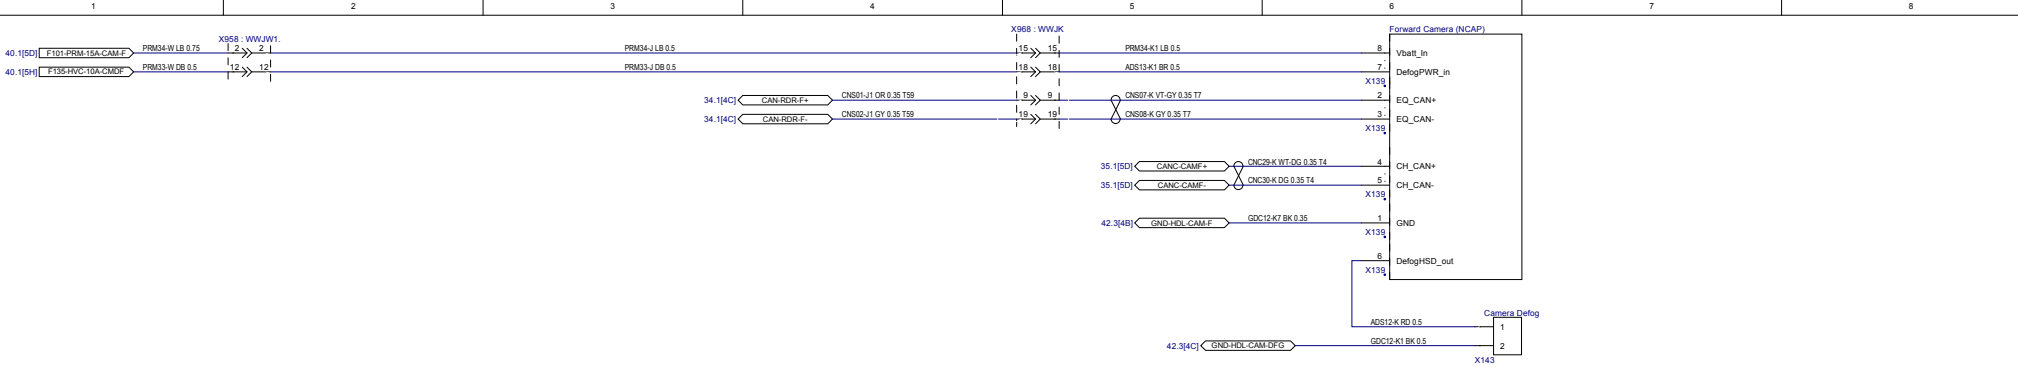 1 2 3 4 5 6 7 8
X958 : WWJW1.
X968 : WWJK
Forward Camera (NCAP)
40.1[5D] F101-PRM-15A-CAM-F PRM34-W LB 0.75 2 2 PRM34-J LB 0.5 15 15 PRM34-K1 LB 0.5 8 Vbatt_In
40.1[5H] F135-HVC-10A-CMDF PRM33-W DB 0.5 12 12 PRM33-J DB 0.5 18 18 ADS13-K1 BR 0.5 7 DefogPWR_in
X139
34.1[4C] CAN-RDR-F+ CNS01-J1 OR 0.35 T59 9 9 CNS07-K VT-GY 0.35 T7 2 EQ_CAN+
34.1[4C] CAN-RDR-F- CNS02-J1 GY 0.35 T59 19 19 CNS08-K GY 0.35 T7 3 EQ_CAN-
X139
35.1[5D] CANC-CAMF+ CNC29-K WT-DG 0.35 T4 4 CH_CAN+
35.1[5D] CANC-CAMF- CNC30-K DG 0.35 T4 5 CH_CAN-
X139
42.3[4B] GND-HDL-CAM-F GDC12-K7 BK 0.35 1 GND
X139
6 DefogHSD_out
X139
Camera Defog
ADS12-K RD 0.5 1
42.3[4C] GND-HDL-CAM-DFG GDC12-K1 BK 0.5 2
X143